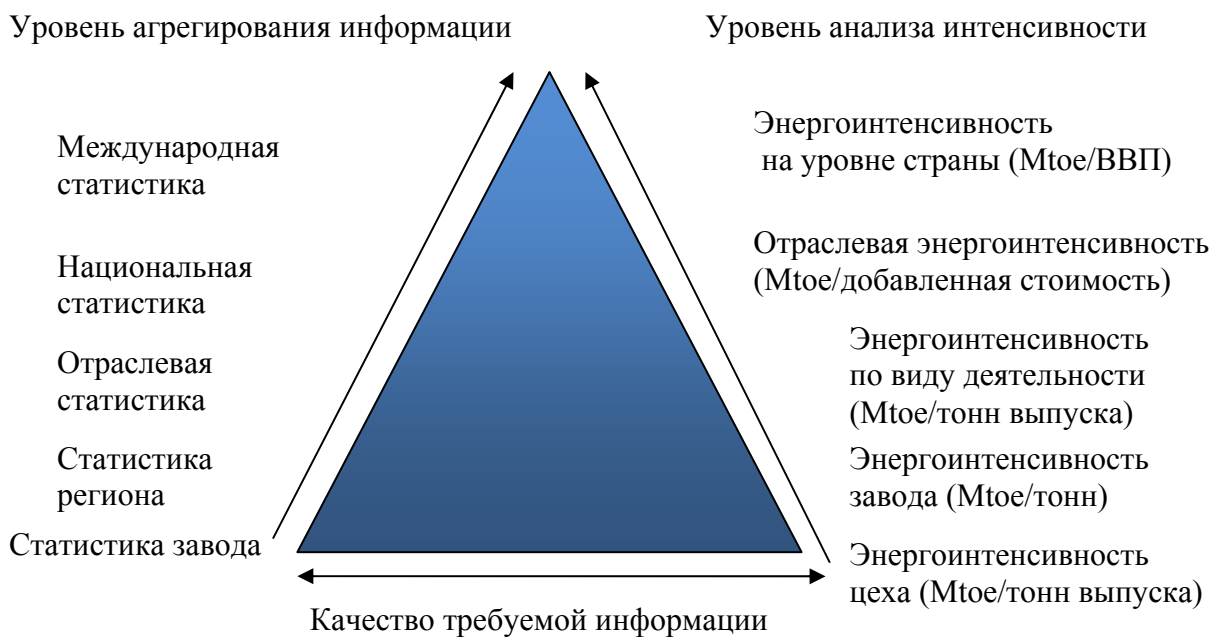 Уровень агрегирования информации
Уровень анализа интенсивности
Международная
статистика
Национальная
статистика
Отраслевая
статистика
Статистика
региона
Статистика завода
Энергоинтенсивность
на уровне страны (Mtoe/ВВП)
Отраслевая энергоинтенсивность
(Mtoe/добавленная стоимость)
Энергоинтенсивность
по виду деятельности
(Mtoe/тонн выпуска)
Энергоинтенсивность
завода (Mtoe/тонн)
Энергоинтенсивность
цеха (Mtoe/тонн выпуска)
Качество требуемой информации